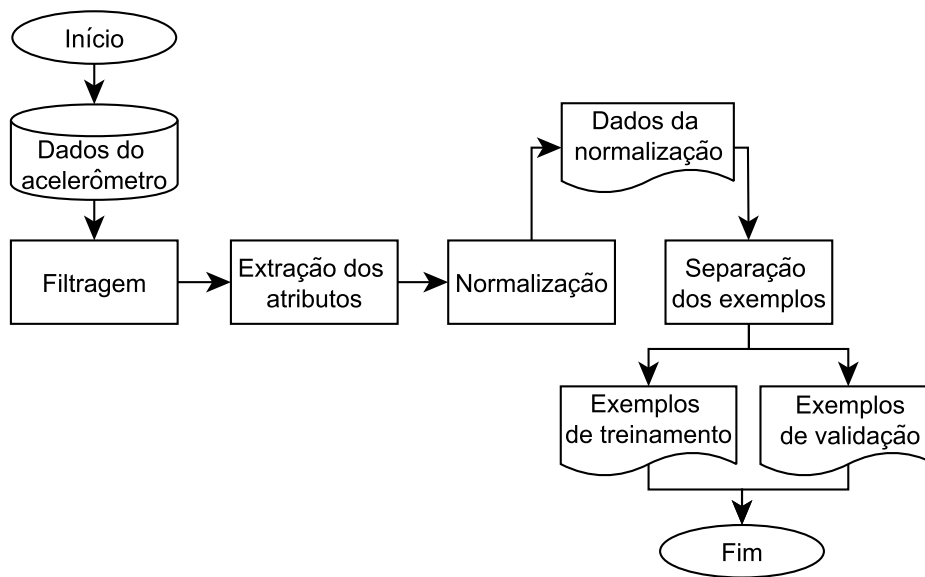 Início
Dados do
acelerômetro
Filtragem
Extração dos
atributos
Normalização
Dados da
normalização
Separação
dos exemplos
Exemplos
de treinamento
Exemplos
de validação
Fim